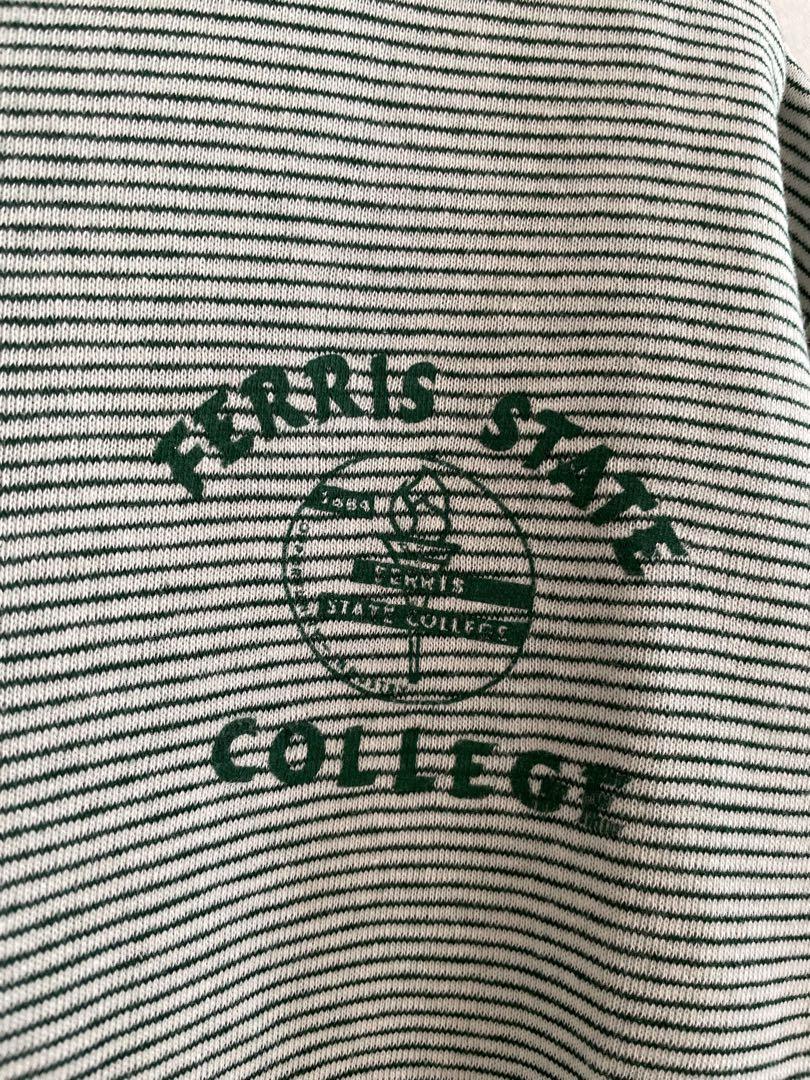 FERRIS STATE
1884
FERRIS
STATE COLLEGE
COLLEGE